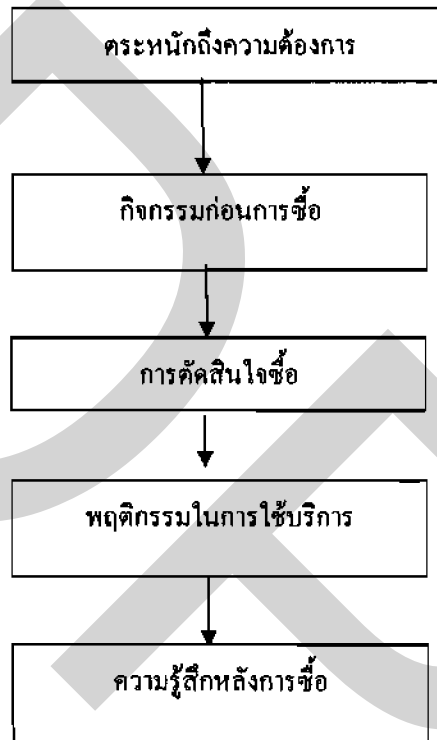 ตระหนักถึงความต้องการ
กิจกรรมก่อนการซื้อ
การตัดสินใจซื้อ
พฤติกรรมในการใช้บริการ
ความรู้สึกหลังการซื้อ